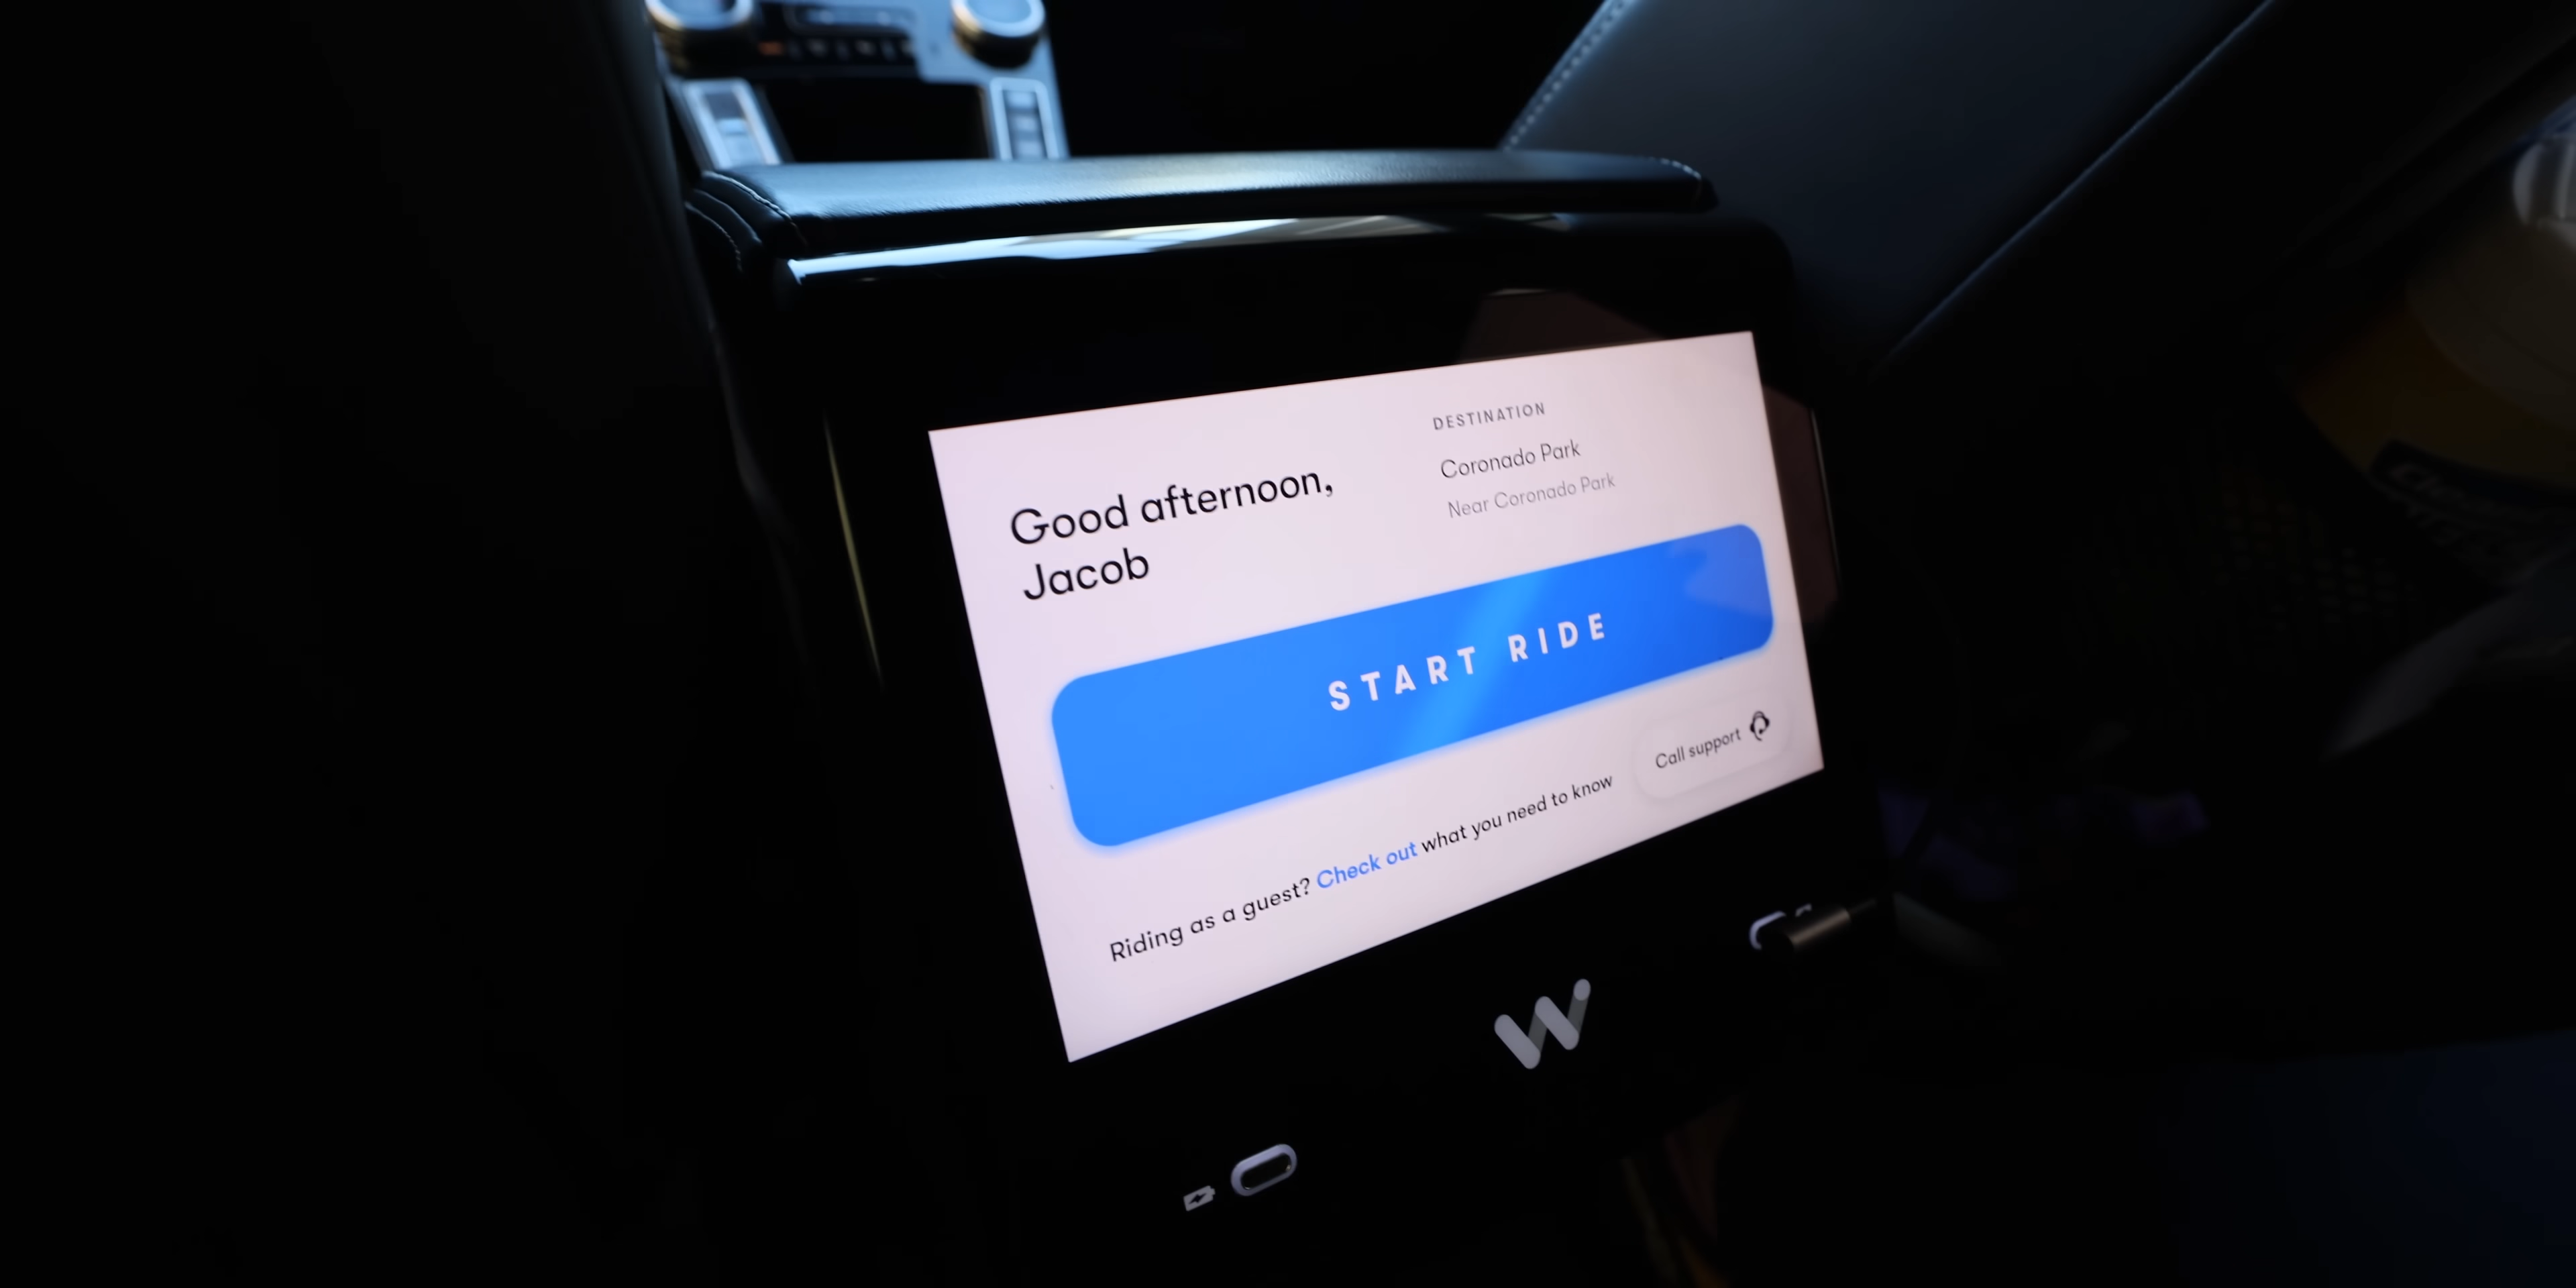 Good afternoon,
Jacob
DESTINATION
Coronado Park
Near Coronado Park
START RIDE
Call support
Riding as a guest? Check out what you need to know
W